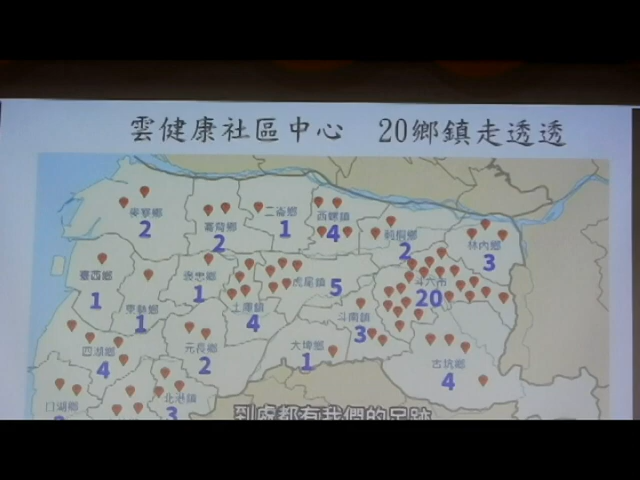 雲健康社區中心　20鄉鎮走透透
麥寮鄉
2
崙背鄉
2
二崙鄉
1
西螺鎮
4
莿桐鄉
2
林內鄉
3
臺西鄉
1
東勢鄉
1
褒忠鄉
1
土庫鎮
4
虎尾鎮
5
斗六市
20
斗南鎮
3
四湖鄉
4
元長鄉
2
大埤鄉
1
古坑鄉
4
口湖鄉
北港鎮
3
到處都有我們的足跡